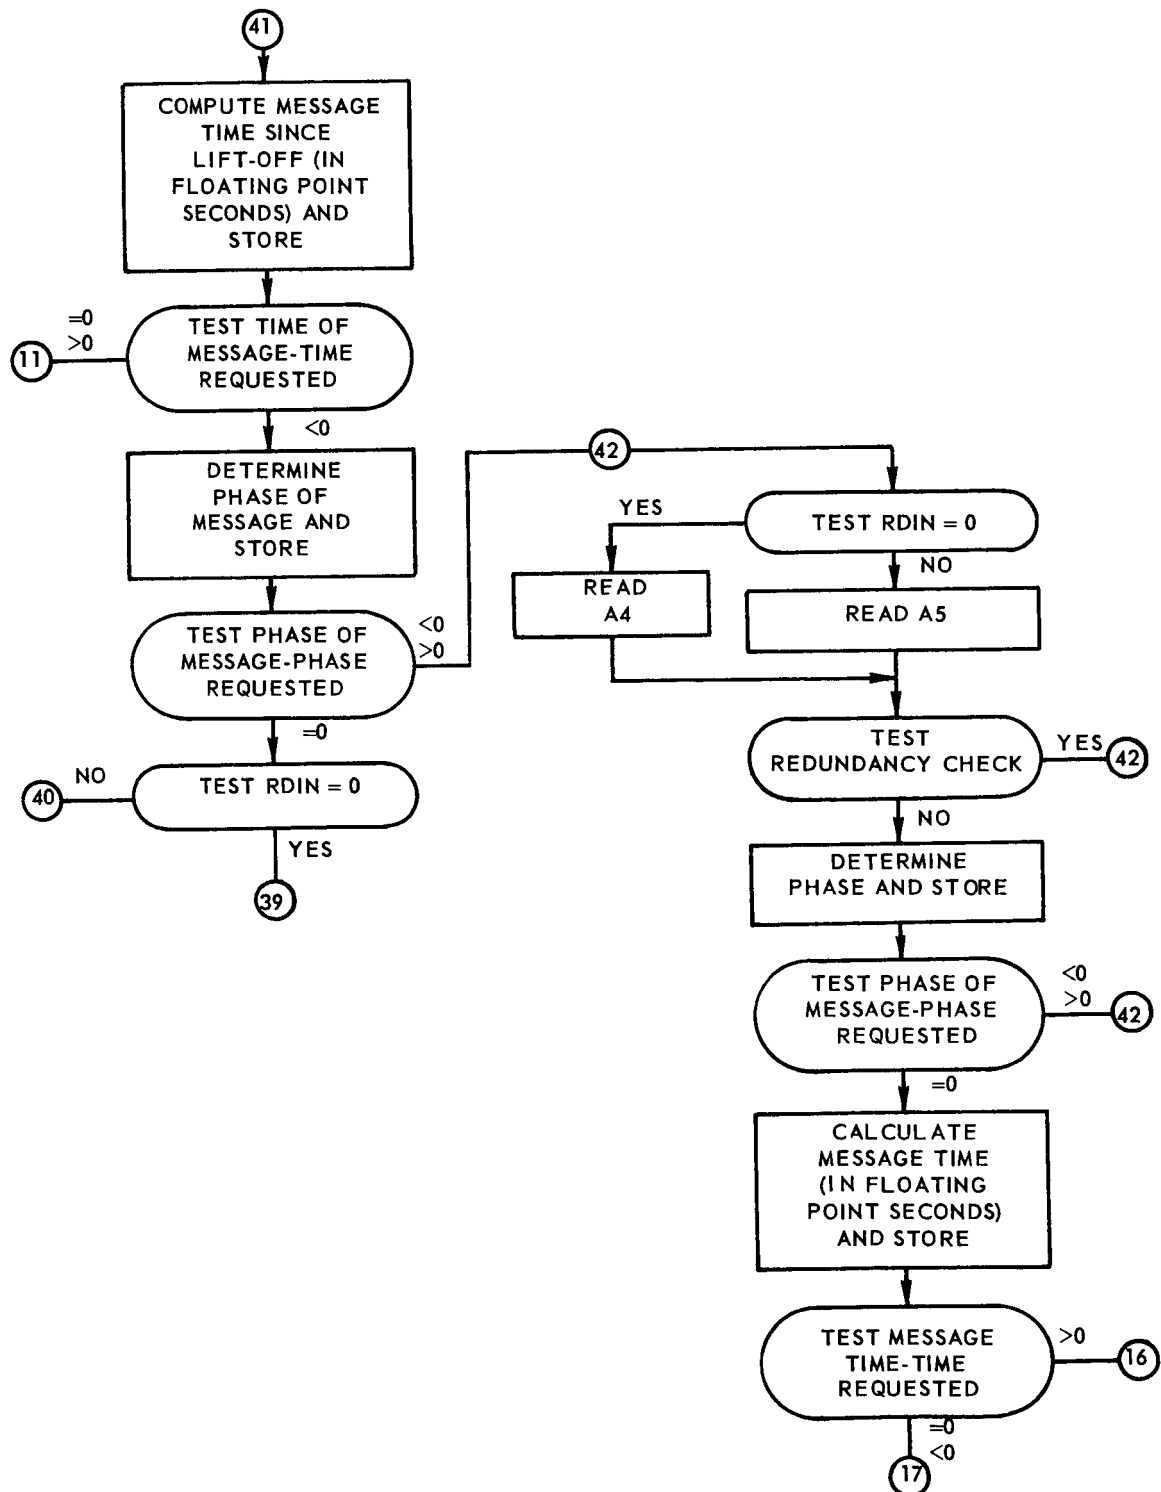 41
COMPUTE MESSAGE
TIME SINCE
LIFT-OFF (IN
FLOATING POINT
SECONDS) AND
STORE
=0
>0
11
TEST TIME OF
MESSAGE-TIME
REQUESTED
<0
DETERMINE
PHASE OF
MESSAGE AND
STORE
TEST PHASE OF
MESSAGE-PHASE
REQUESTED
<0
>0
=0
TEST RDIN = 0
NO
40
YES
39
42
TEST RDIN = 0
YES
NO
READ
A4
READ A5
TEST
REDUNDANCY CHECK
YES
42
NO
DETERMINE
PHASE AND STORE
TEST PHASE OF
MESSAGE-PHASE
REQUESTED
<0
>0
42
=0
CALCULATE
MESSAGE TIME
(IN FLOATING
POINT SECONDS)
AND STORE
TEST MESSAGE
TIME-TIME
REQUESTED
>0
16
=0
<0
17